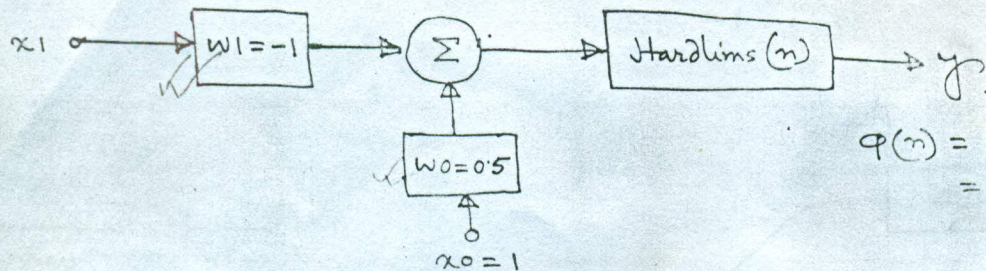 x1
w1=-1
Σ
Hardlims(n)
y
φ(n) =
=
w0=0.5
x0=1